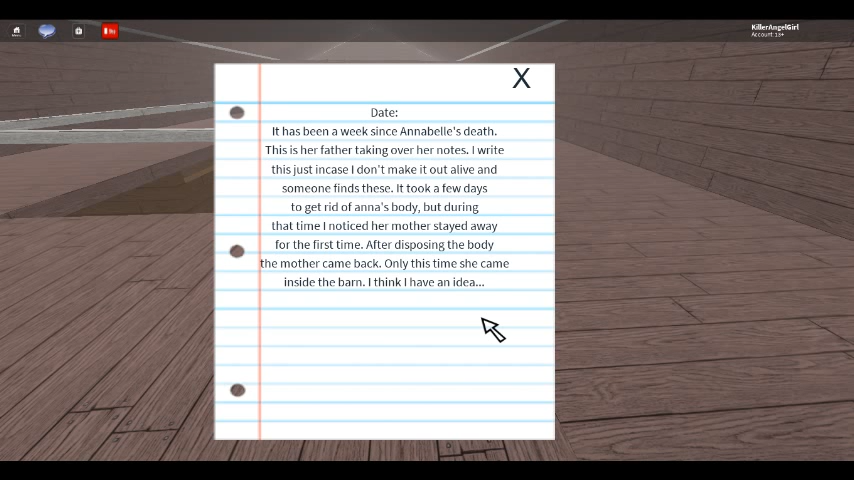 KillerAngelGirl
Account: 13+
X
Date:
It has been a week since Annabelle's death.
This is her father taking over her notes. I write
this just incase I don't make it out alive and
someone finds these. It took a few days
to get rid of anna's body, but during
that time I noticed her mother stayed away
for the first time. After disposing the body
the mother came back. Only this time she came
inside the barn. I think I have an idea...